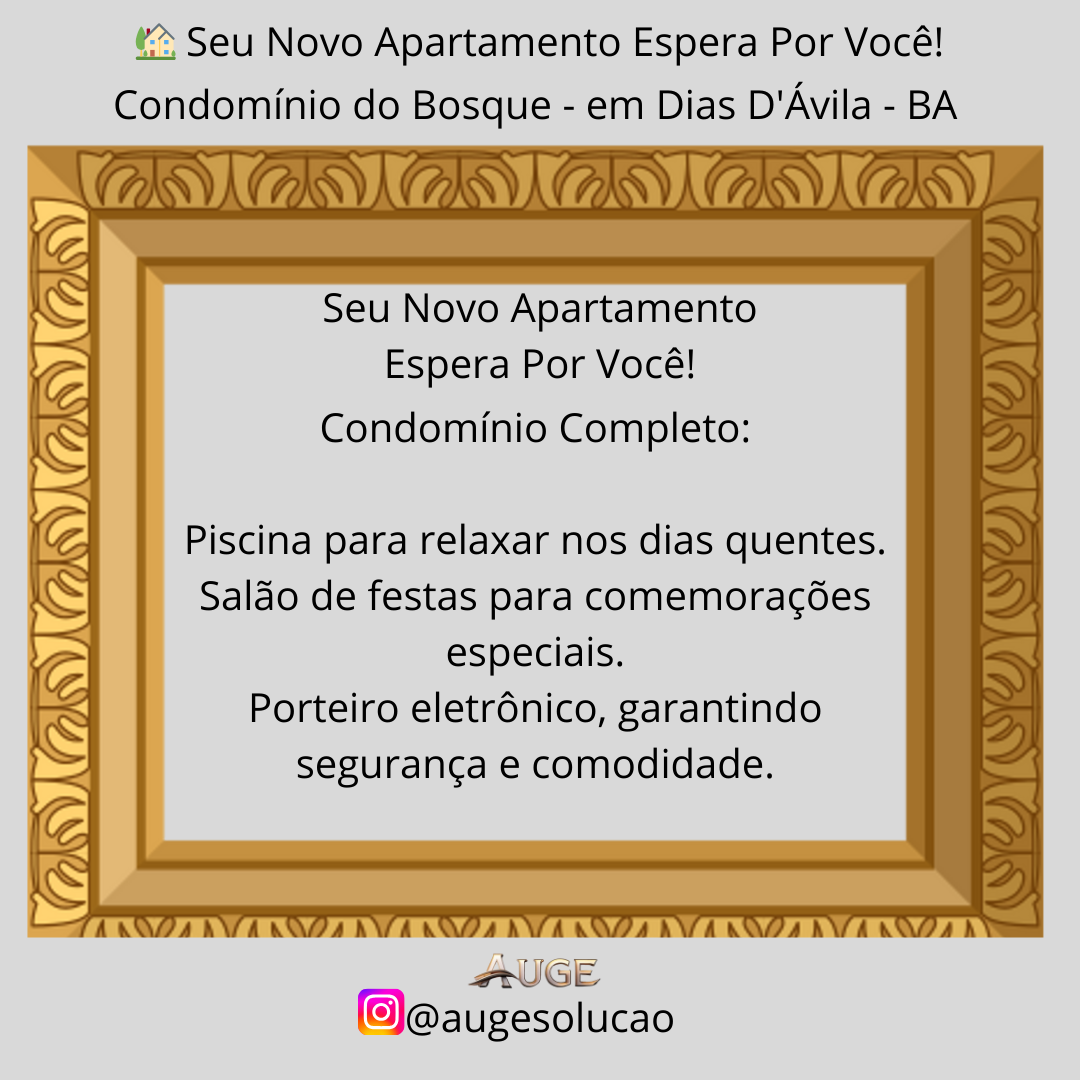 🏡 Seu Novo Apartamento Espera Por Você!
Condomínio do Bosque - em Dias D'Ávila - BA
Seu Novo Apartamento
Espera Por Você!
Condomínio Completo:
Piscina para relaxar nos dias quentes.
Salão de festas para comemorações
especiais.
Porteiro eletrônico, garantindo
segurança e comodidade.
AUGE
@augesolucao